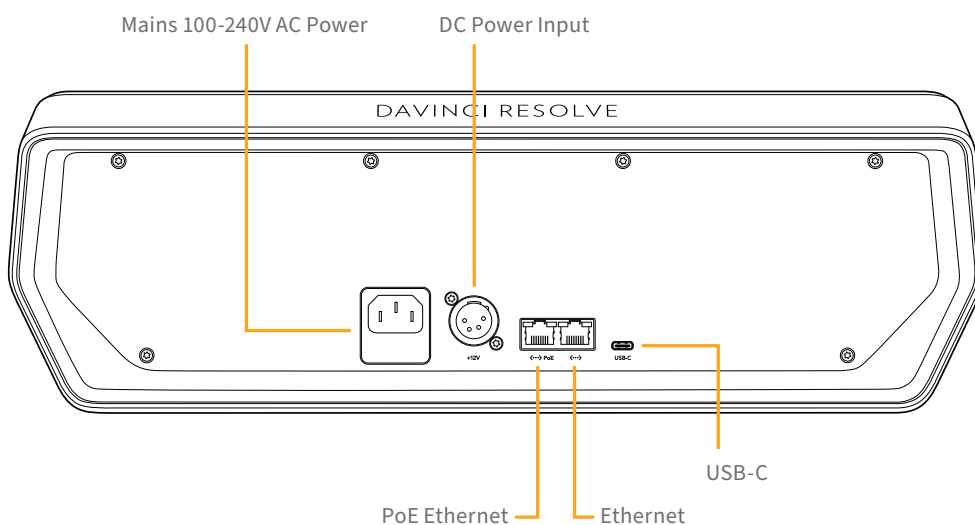 Mains 100-240V AC Power
DC Power Input
DAVINCI RESOLVE
+12V
<···> PoE
<···>
USB-C
USB-C
PoE Ethernet
Ethernet